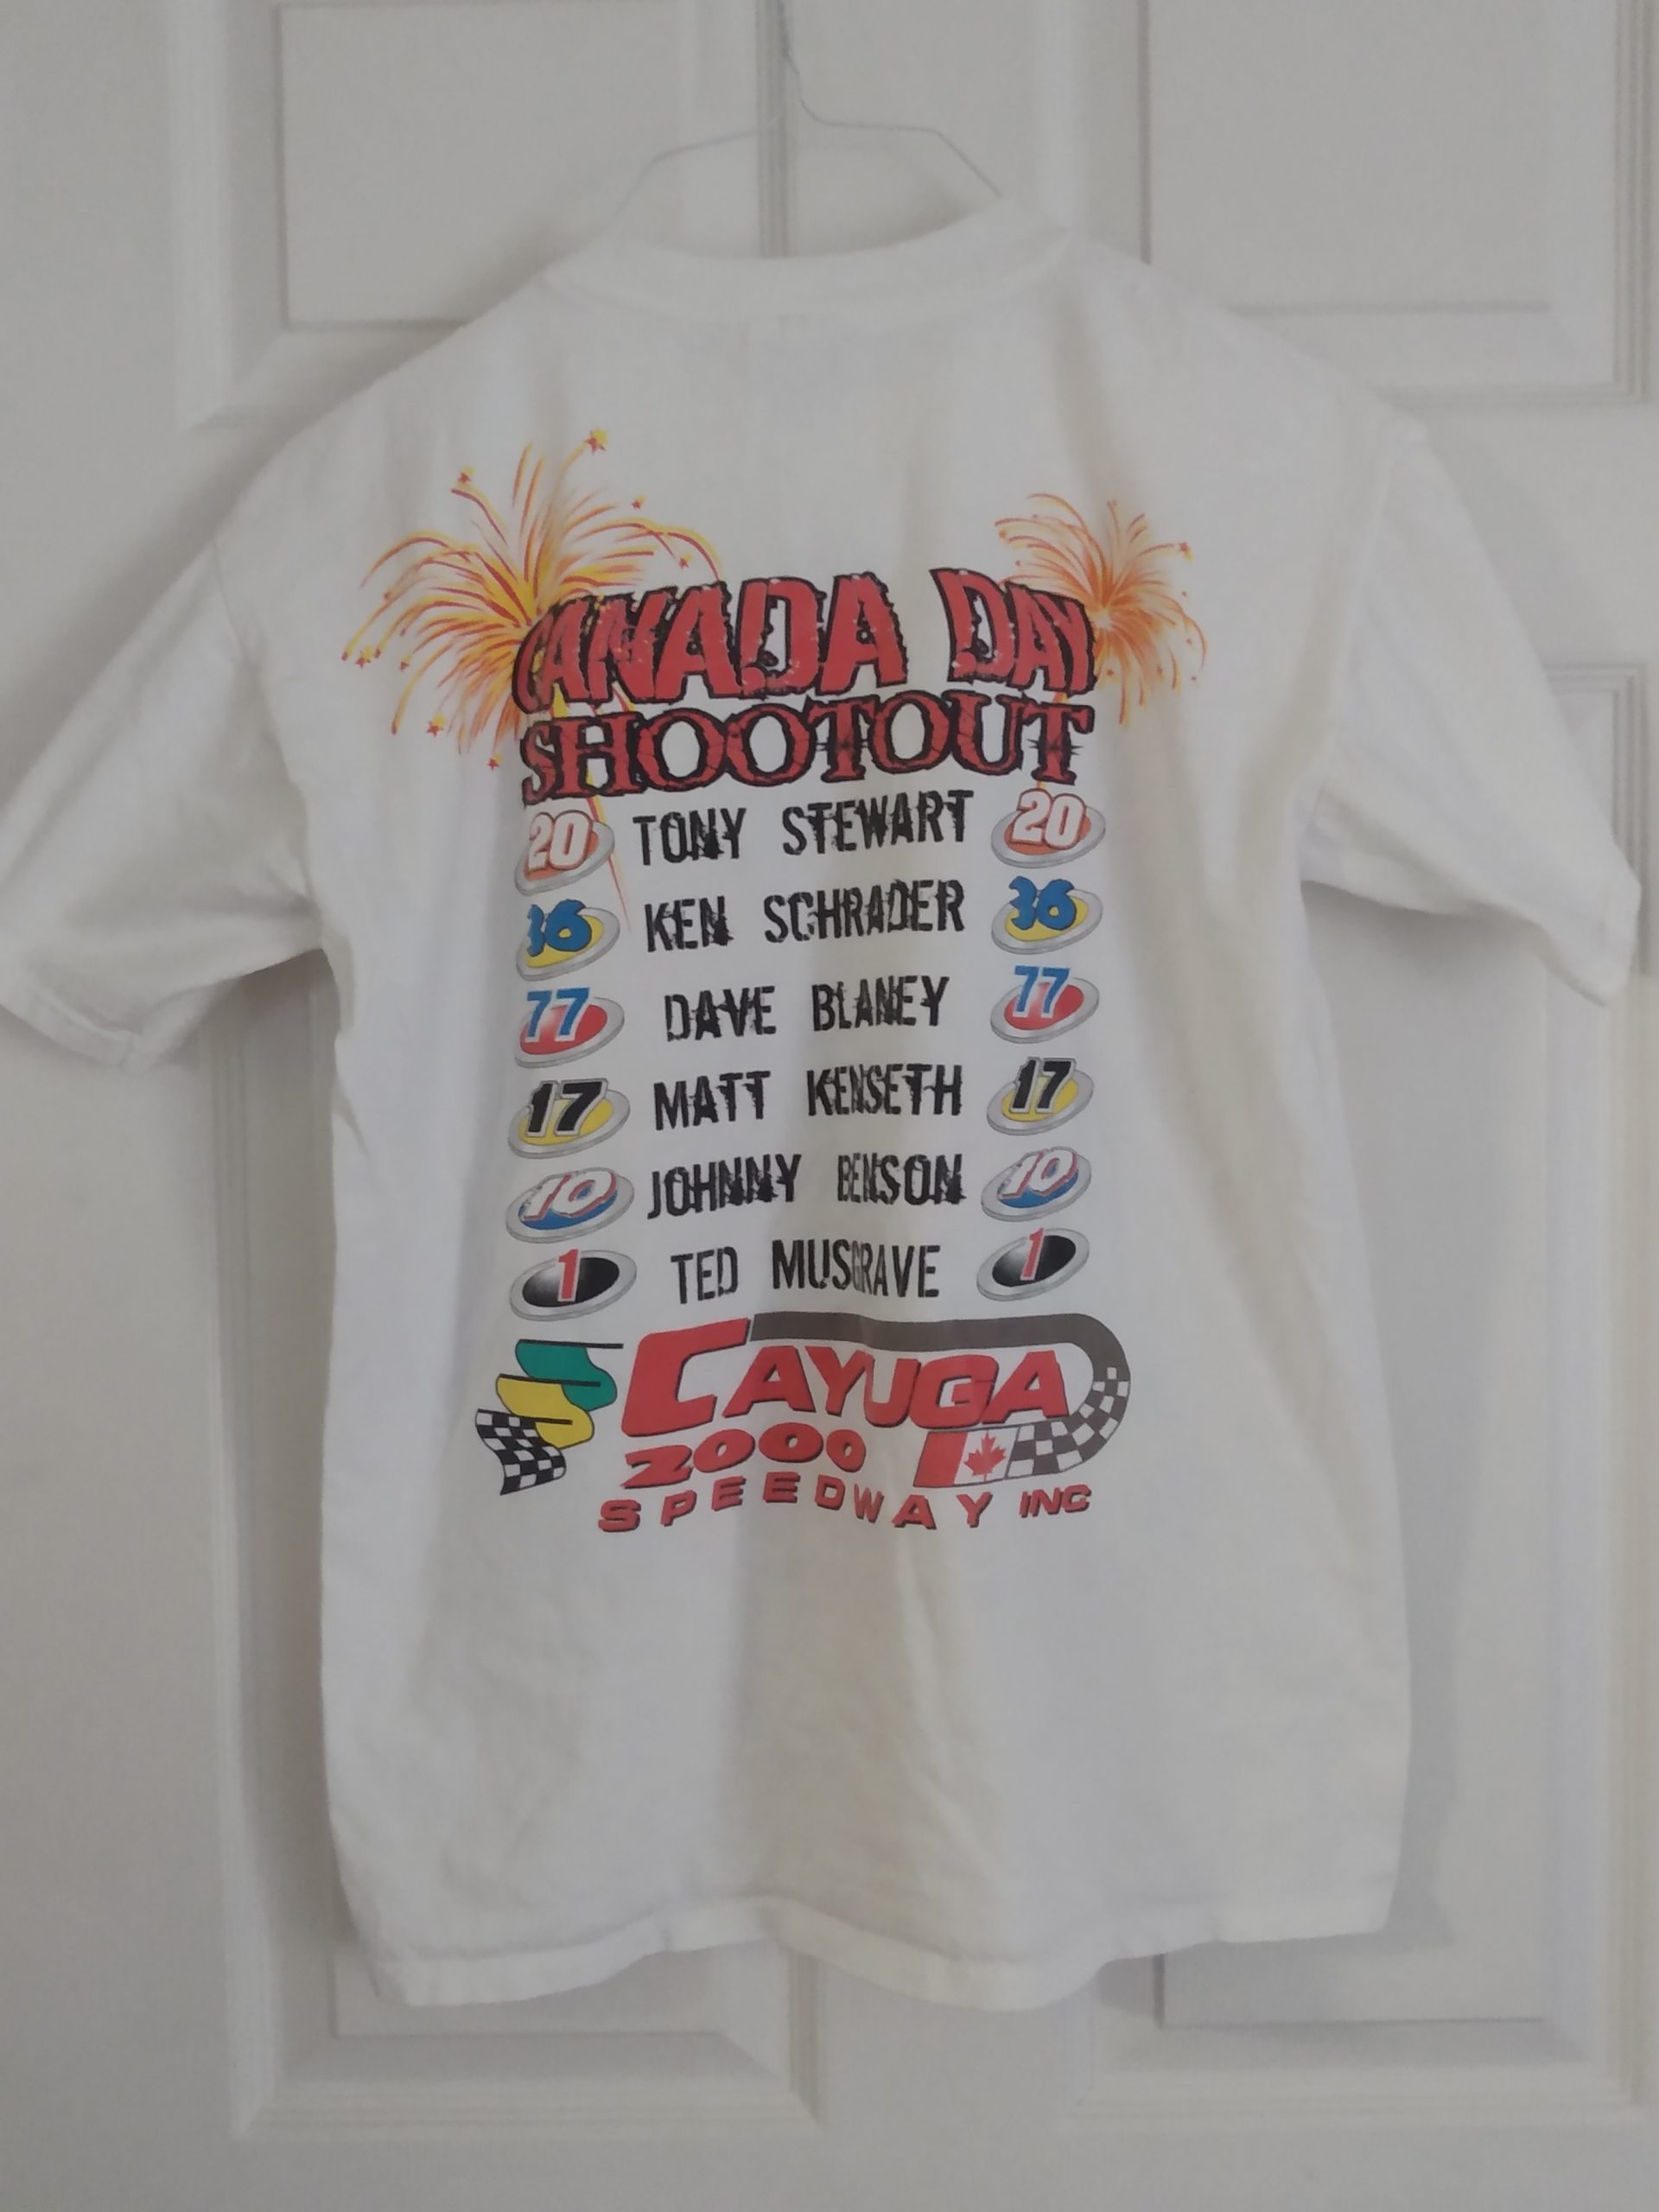 CANADA DAY
SHOOTOUT
20 TONY STEWART 20
36 KEN SCHRADER 36
77 DAVE BLANEY 77
17 MATT KENSETH 17
10 JOHNNY BENSON 10
1 TED MUSGRAVE 1
CAYUGA
2000
SPEEDWAY INC